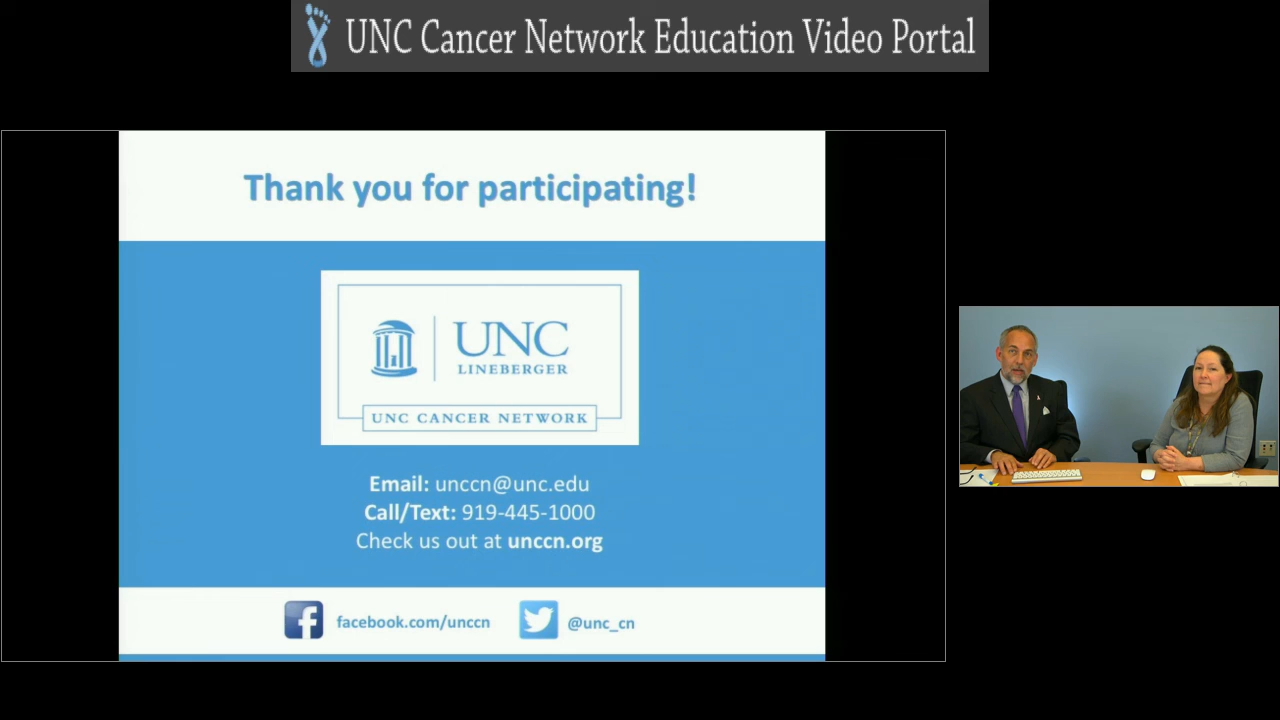 UNC Cancer Network Education Video Portal
Thank you for participating!
UNC
LINEBERGER
UNC CANCER NETWORK
Email: unccn@unc.edu
Call/Text: 919-445-1000
Check us out at unccn.org
facebook.com/unccn
@unc_cn